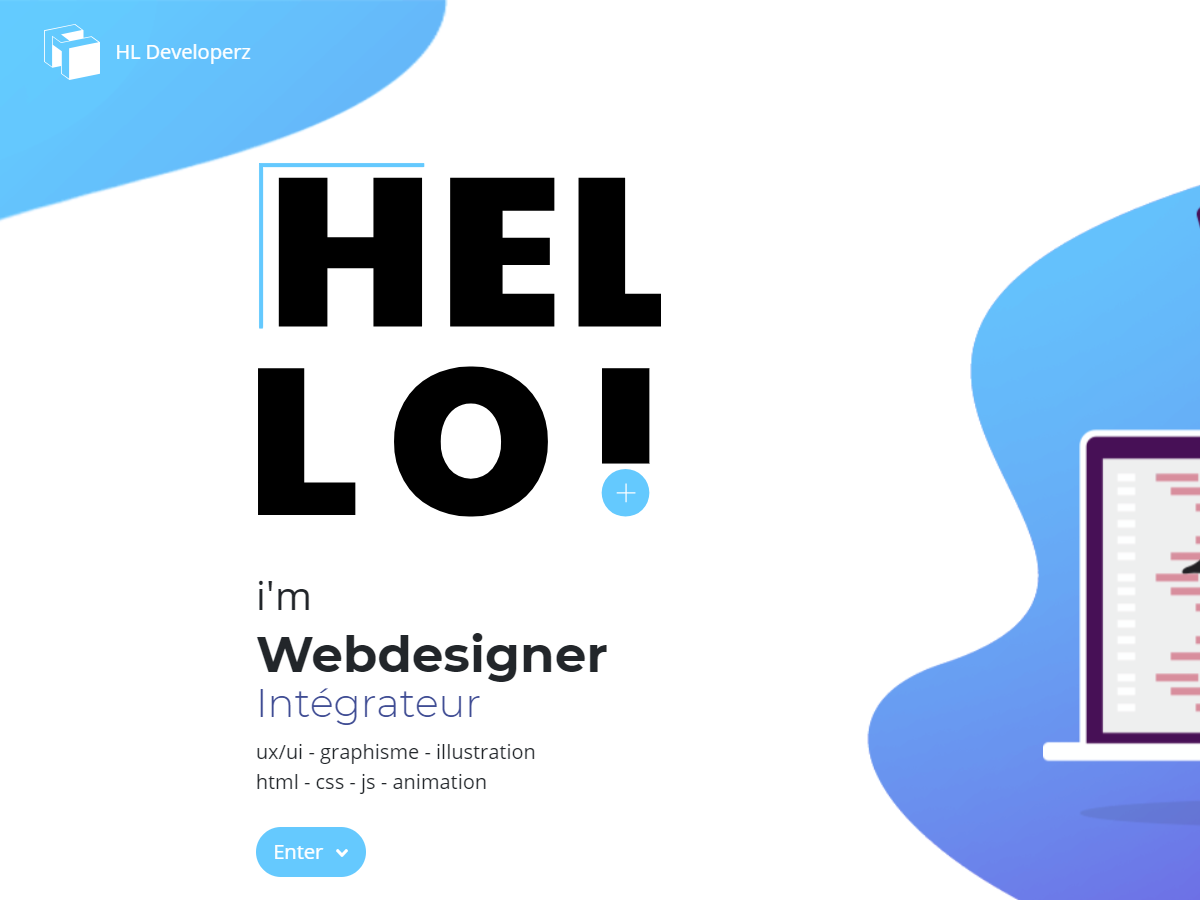 HL Developerz
HEL
LO!
i'm
Webdesigner
Intégrateur
ux/ui - graphisme - illustration
html - css - js - animation
Enter